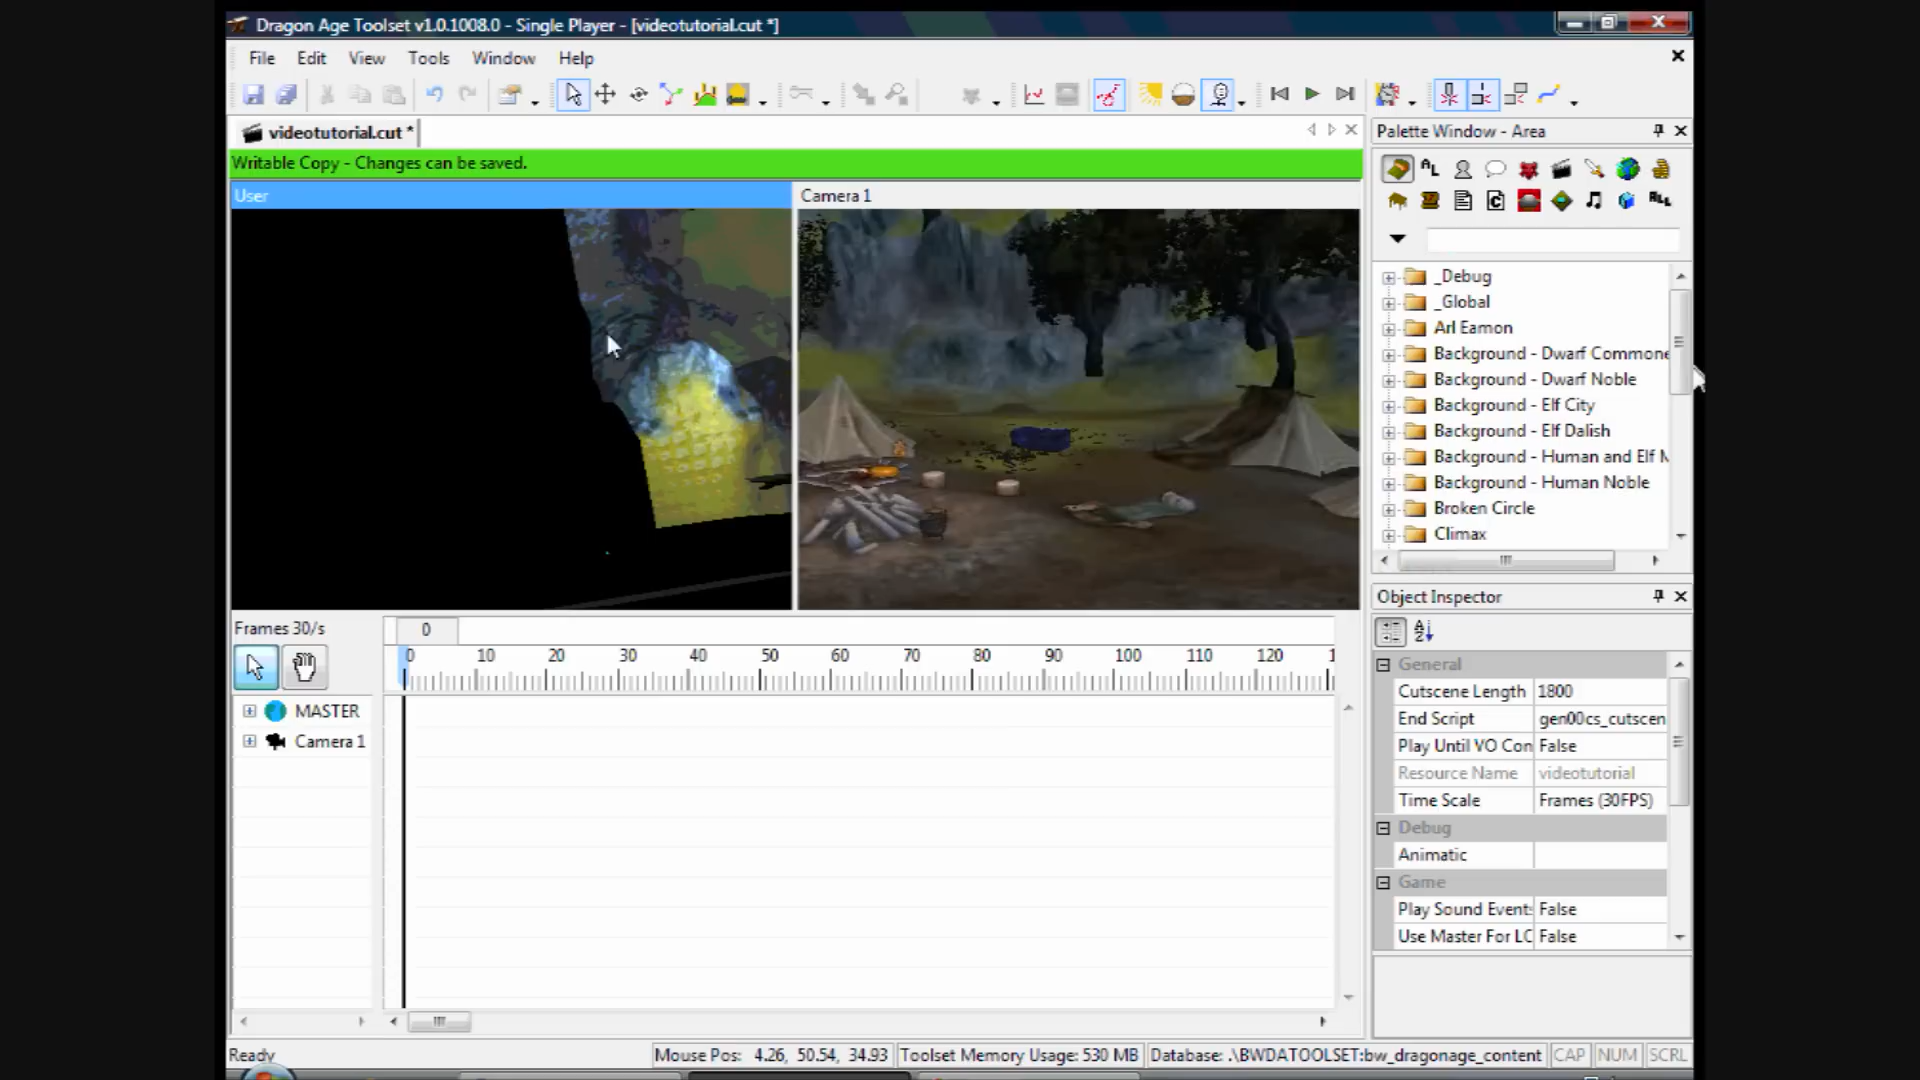 Dragon Age Toolset v1.0.1008.0 - Single Player - [videotutorial.cut *]
File Edit View Tools Window Help
videotutorial.cut *
Writable Copy - Changes can be saved.
User
Camera 1
Palette Window - Area
_Debug
_Global
Arl Eamon
Background - Dwarf Commone
Background - Dwarf Noble
Background - Elf City
Background - Elf Dalish
Background - Human and Elf M
Background - Human Noble
Broken Circle
Climax
Frames 30/s
0
0 10 20 30 40 50 60 70 80 90 100 110 120 1
MASTER
Camera 1
Object Inspector
General
Cutscene Length 1800
End Script gen00cs_cutscen
Play Until VO Con False
Resource Name videotutorial
Time Scale Frames (30FPS)
Debug
Animatic
Game
Play Sound Event: False
Use Master For LC False
Ready
Mouse Pos: 4.26, 50.54, 34.93
Toolset Memory Usage: 530 MB
Database: .\BWDATOOLSET:bw_dragonage_content
CAP NUM SCRL